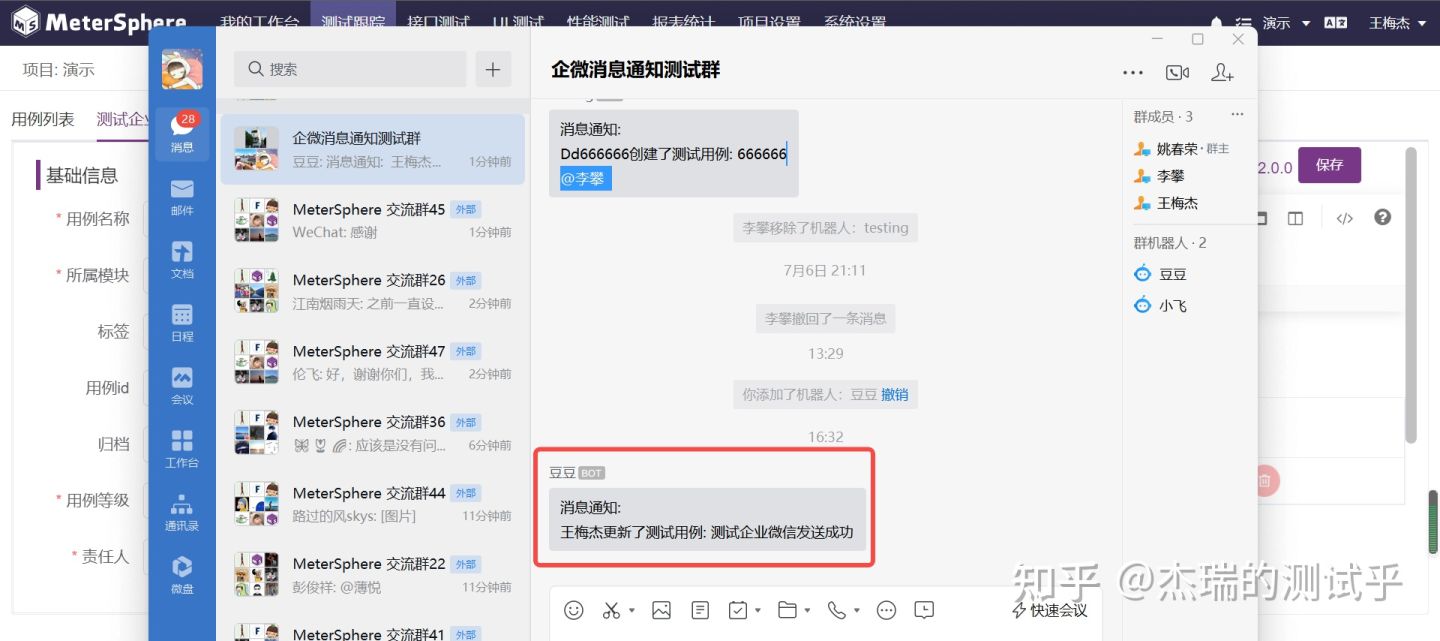 MeterSphere 我的工作台 测试跟踪 接口测试 UI 测试 性能测试 报表统计 项目设置 系统设置 演示 王梅杰
项目: 演示
用例列表 测试企业
基础信息
* 用例名称
* 所属模块
标签
用例id
归档
* 用例等级
* 责任人
28
消息
邮件
文档
日程
会议
工作台
通讯录
微盘
搜索
企微消息通知测试群
豆豆: 消息通知: 王梅杰... 1分钟前
MeterSphere 交流群45 外部
WeChat: 感谢 1分钟前
MeterSphere 交流群26 外部
江南烟雨天: 之前一直设... 2分钟前
MeterSphere 交流群47 外部
伦飞: 好，谢谢你们，我... 2分钟前
MeterSphere 交流群36 外部
: 应该是没有问... 6分钟前
MeterSphere 交流群44 外部
路过的风skys: [图片] 11分钟前
MeterSphere 交流群22 外部
彭俊祥: @薄悦 11分钟前
MeterSphere 交流群41 外部
企微消息通知测试群
消息通知:
Dd666666创建了测试用例: 666666
@李攀
李攀移除了机器人：testing
7月6日 21:11
李攀撤回了一条消息
13:29
你添加了机器人：豆豆 撤销
16:32
豆豆 BOT
消息通知:
王梅杰更新了测试用例: 测试企业微信发送成功
快速会议
群成员 · 3
姚春荣 · 群主
李攀
王梅杰
群机器人 · 2
豆豆
小飞
2.0.0 保存
知乎 @杰瑞的测试乎